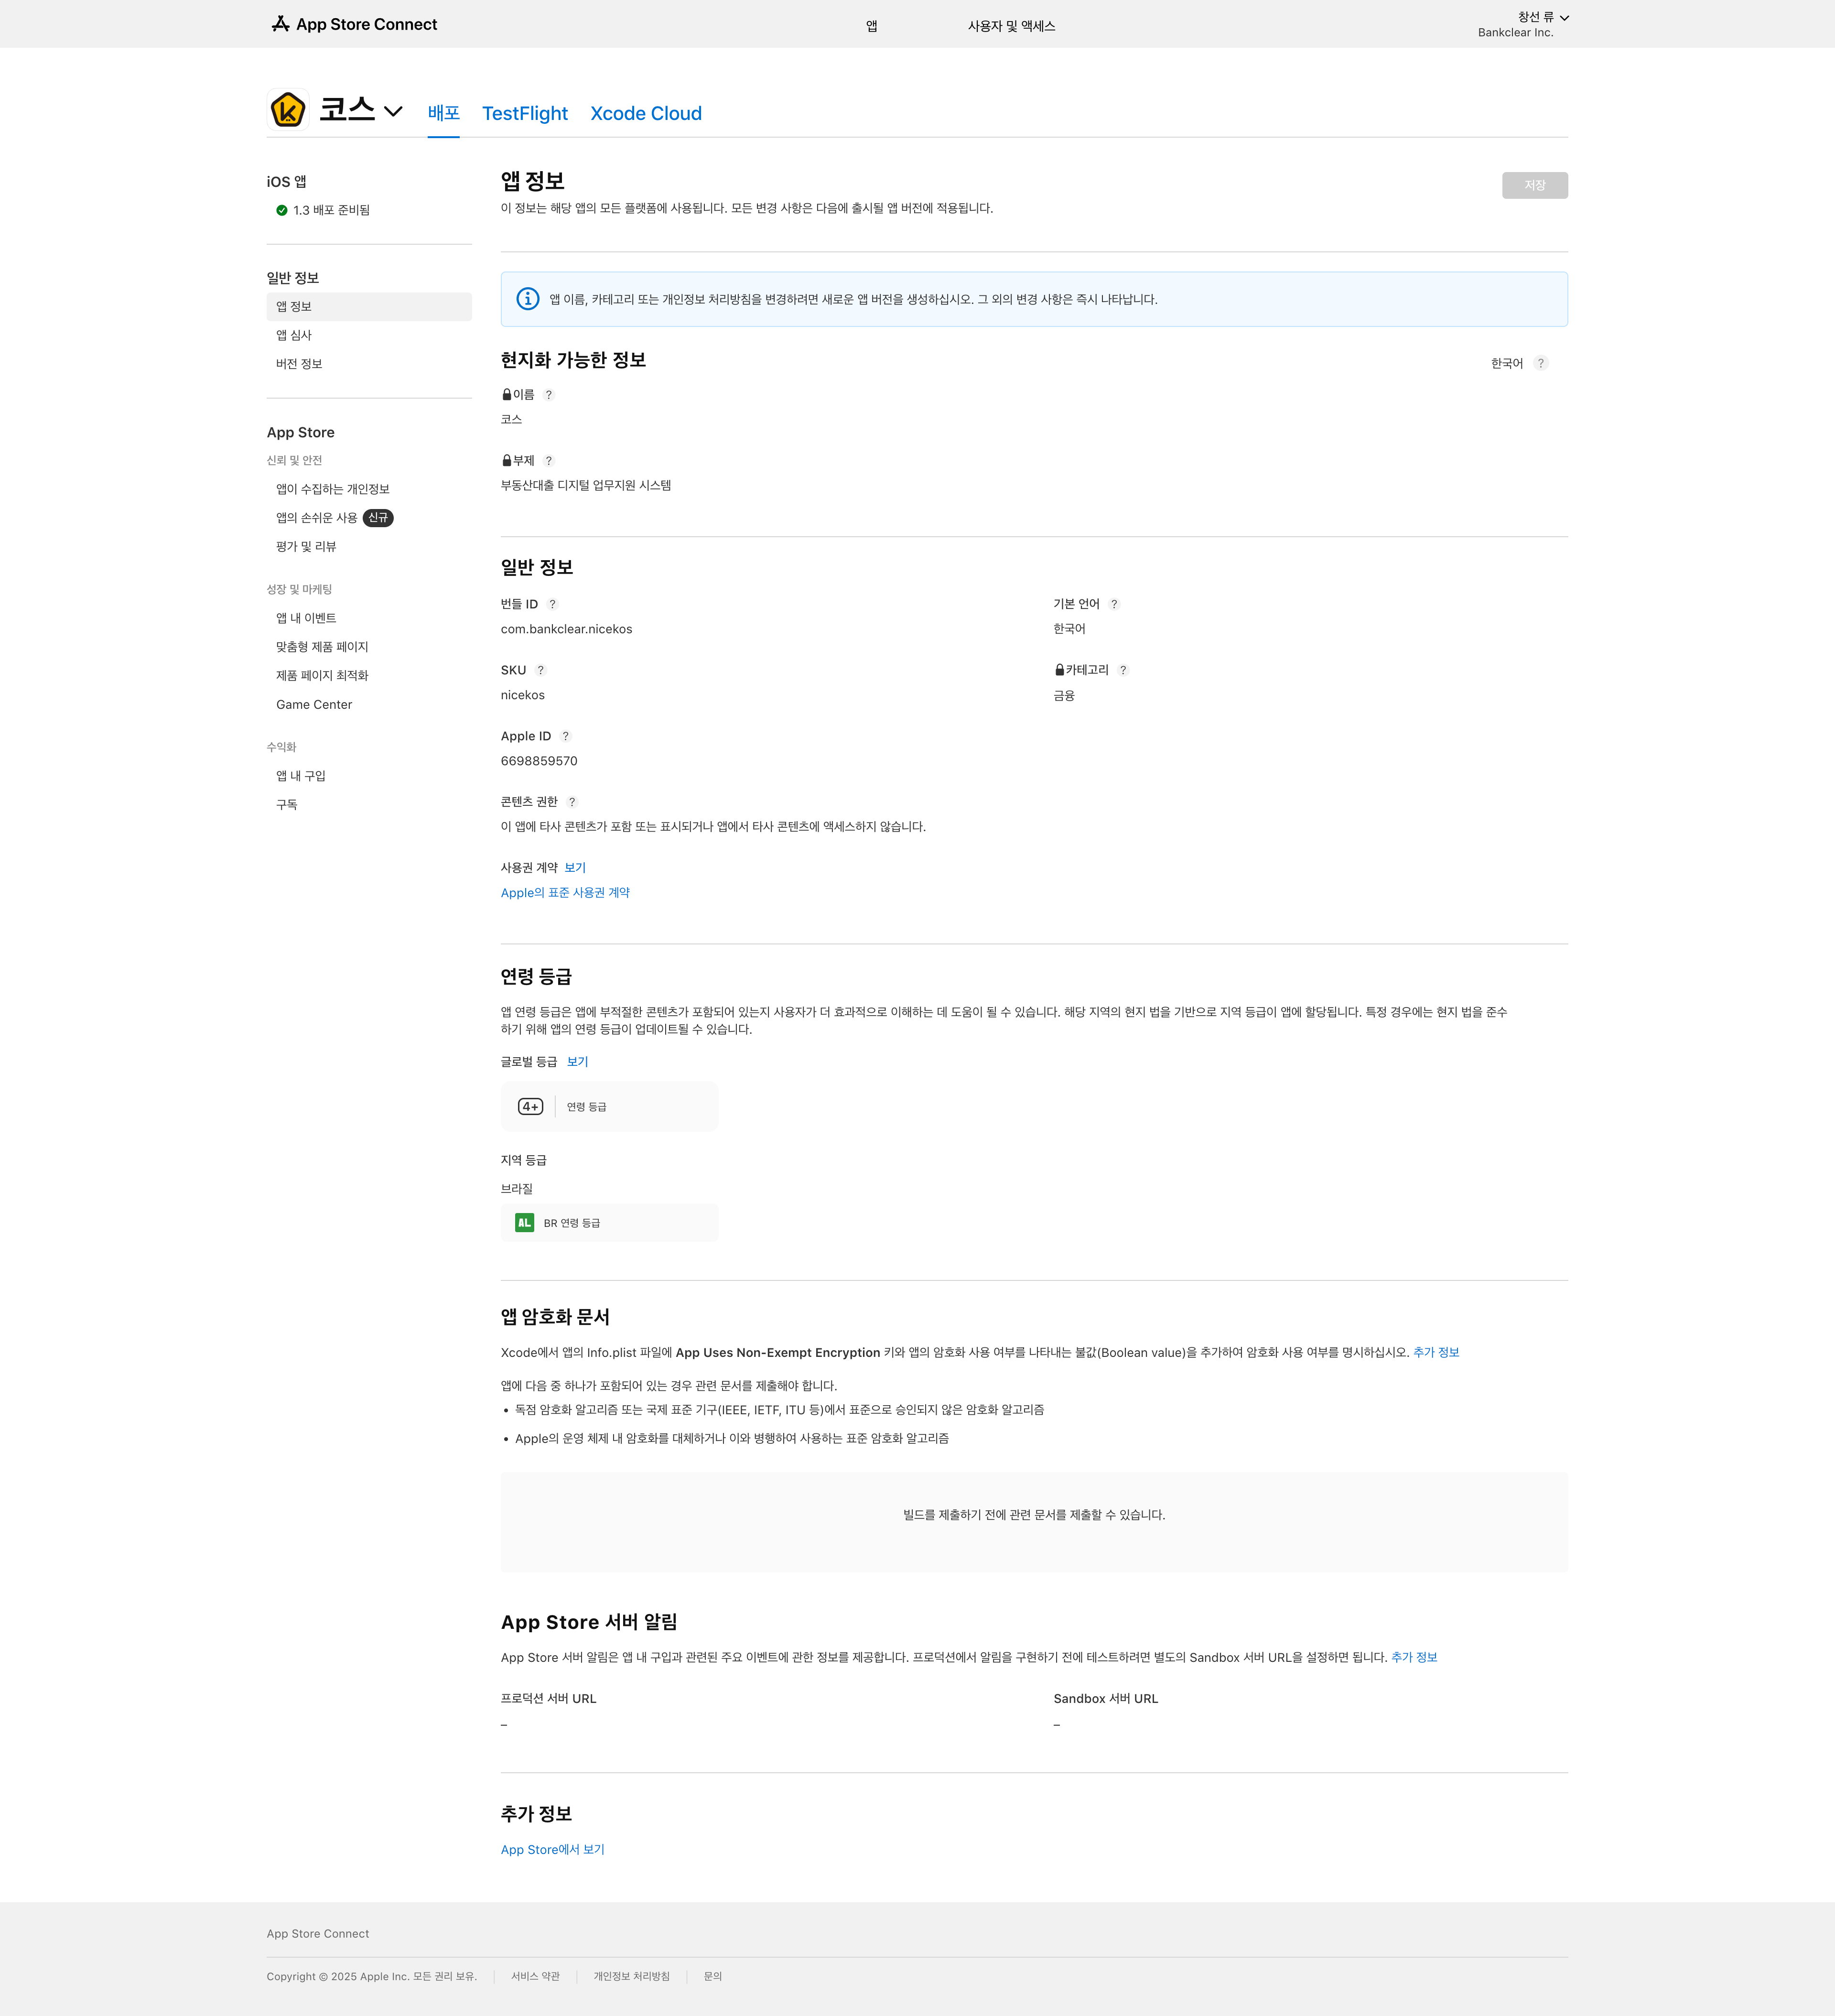 App Store Connect
앱
사용자 및 액세스
창선 류
Bankclear Inc.
코스
배포
TestFlight
Xcode Cloud
iOS 앱
1.3 배포 준비됨
일반 정보
앱 정보
앱 심사
버전 정보
App Store
신뢰 및 안전
앱이 수집하는 개인정보
앱의 손쉬운 사용 신규
평가 및 리뷰
성장 및 마케팅
앱 내 이벤트
맞춤형 제품 페이지
제품 페이지 최적화
Game Center
수익화
앱 내 구입
구독
앱 정보
저장
이 정보는 해당 앱의 모든 플랫폼에 사용됩니다. 모든 변경 사항은 다음에 출시될 앱 버전에 적용됩니다.
앱 이름, 카테고리 또는 개인정보 처리방침을 변경하려면 새로운 앱 버전을 생성하십시오. 그 외의 변경 사항은 즉시 나타납니다.
현지화 가능한 정보
한국어 ?
이름 ?
코스
부제 ?
부동산대출 디지털 업무지원 시스템
일반 정보
번들 ID ?
com.bankclear.nicekos
기본 언어 ?
한국어
SKU ?
nicekos
카테고리 ?
금융
Apple ID ?
6698859570
콘텐츠 권한 ?
이 앱에 타사 콘텐츠가 포함 또는 표시되거나 앱에서 타사 콘텐츠에 액세스하지 않습니다.
사용권 계약 보기
Apple의 표준 사용권 계약
연령 등급
앱 연령 등급은 앱에 부적절한 콘텐츠가 포함되어 있는지 사용자가 더 효과적으로 이해하는 데 도움이 될 수 있습니다. 해당 지역의 현지 법을 기반으로 지역 등급이 앱에 할당됩니다. 특정 경우에는 현지 법을 준수
하기 위해 앱의 연령 등급이 업데이트될 수 있습니다.
글로벌 등급 보기
4+ 연령 등급
지역 등급
브라질
AL BR 연령 등급
앱 암호화 문서
Xcode에서 앱의 Info.plist 파일에 App Uses Non-Exempt Encryption 키와 앱의 암호화 사용 여부를 나타내는 불값(Boolean value)을 추가하여 암호화 사용 여부를 명시하십시오. 추가 정보
앱에 다음 중 하나가 포함되어 있는 경우 관련 문서를 제출해야 합니다.
• 독점 암호화 알고리즘 또는 국제 표준 기구(IEEE, IETF, ITU 등)에서 표준으로 승인되지 않은 암호화 알고리즘
• Apple의 운영 체제 내 암호화를 대체하거나 이와 병행하여 사용하는 표준 암호화 알고리즘
빌드를 제출하기 전에 관련 문서를 제출할 수 있습니다.
App Store 서버 알림
App Store 서버 알림은 앱 내 구입과 관련된 주요 이벤트에 관한 정보를 제공합니다. 프로덕션에서 알림을 구현하기 전에 테스트하려면 별도의 Sandbox 서버 URL을 설정하면 됩니다. 추가 정보
프로덕션 서버 URL
–
Sandbox 서버 URL
–
추가 정보
App Store에서 보기
App Store Connect
Copyright © 2025 Apple Inc. 모든 권리 보유.
서비스 약관
개인정보 처리방침
문의